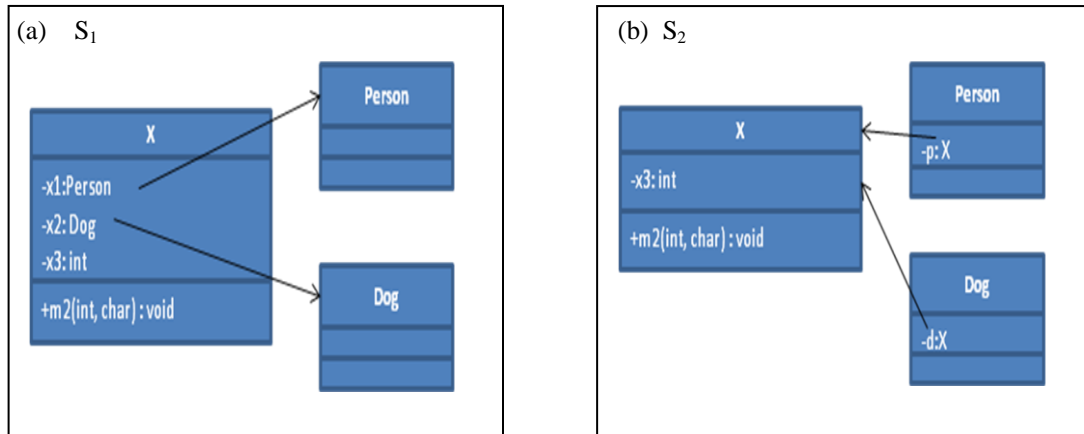 (a) S₁
Person
X
-x1:Person
-x2: Dog
-x3: int
+m2(int, char) : void
Dog
(b) S₂
Person
-p: X
X
-x3: int
+m2(int, char) : void
Dog
-d:X